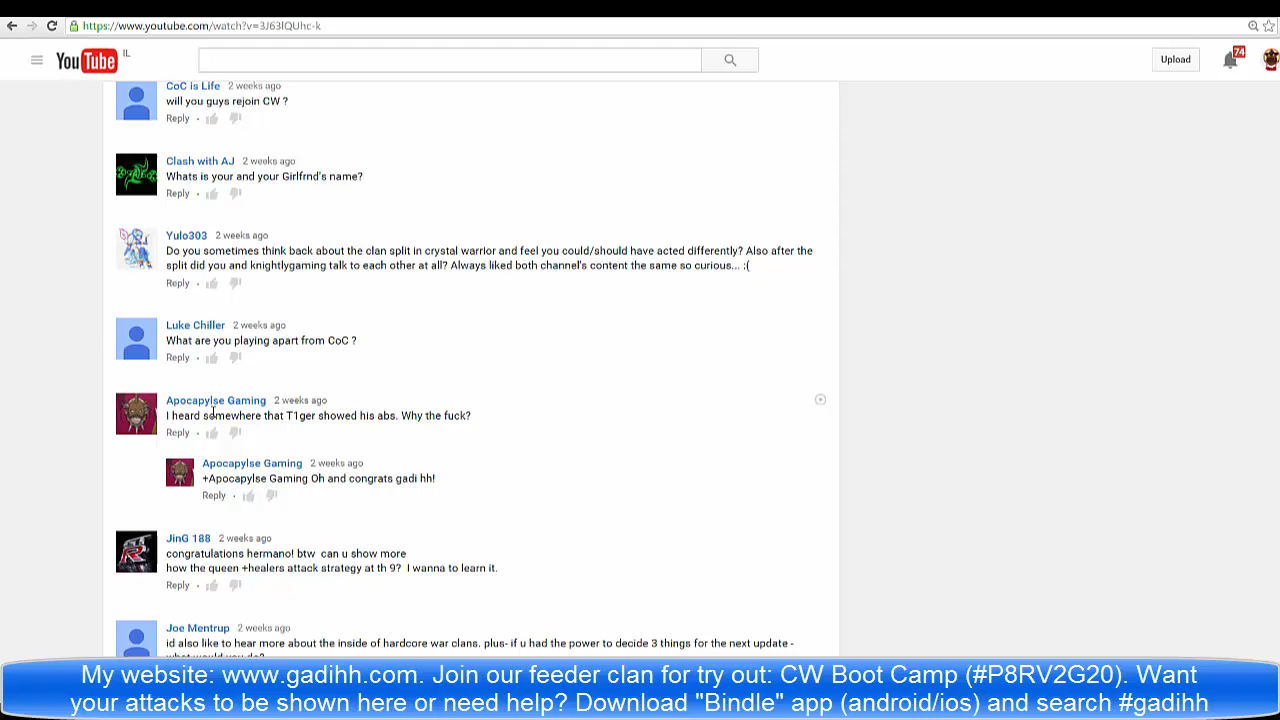 https://www.youtube.com/watch?v=3J63lQUhc-k
YouTube IL
Upload
74
CoC is Life 2 weeks ago
will you guys rejoin CW ?
Reply ·
Clash with AJ 2 weeks ago
Whats is your and your Girlfrnd's name?
Reply ·
Yulo303 2 weeks ago
Do you sometimes think back about the clan split in crystal warrior and feel you could/should have acted differently? Also after the
split did you and knightlygaming talk to each other at all? Always liked both channel's content the same so curious... :(
Reply ·
Luke Chiller 2 weeks ago
What are you playing apart from CoC ?
Reply ·
Apocapylse Gaming 2 weeks ago
I heard somewhere that T1ger showed his abs. Why the fuck?
Reply ·
Apocapylse Gaming 2 weeks ago
+Apocapylse Gaming Oh and congrats gadi hh!
Reply ·
JinG 188 2 weeks ago
congratulations hermano! btw can u show more
how the queen +healers attack strategy at th 9? I wanna to learn it.
Reply ·
Joe Mentrup 2 weeks ago
id also like to hear more about the inside of hardcore war clans. plus- if u had the power to decide 3 things for the next update -
what would you do?
My website: www.gadihh.com. Join our feeder clan for try out: CW Boot Camp (#P8RV2G20). Want
your attacks to be shown here or need help? Download "Bindle" app (android/ios) and search #gadihh